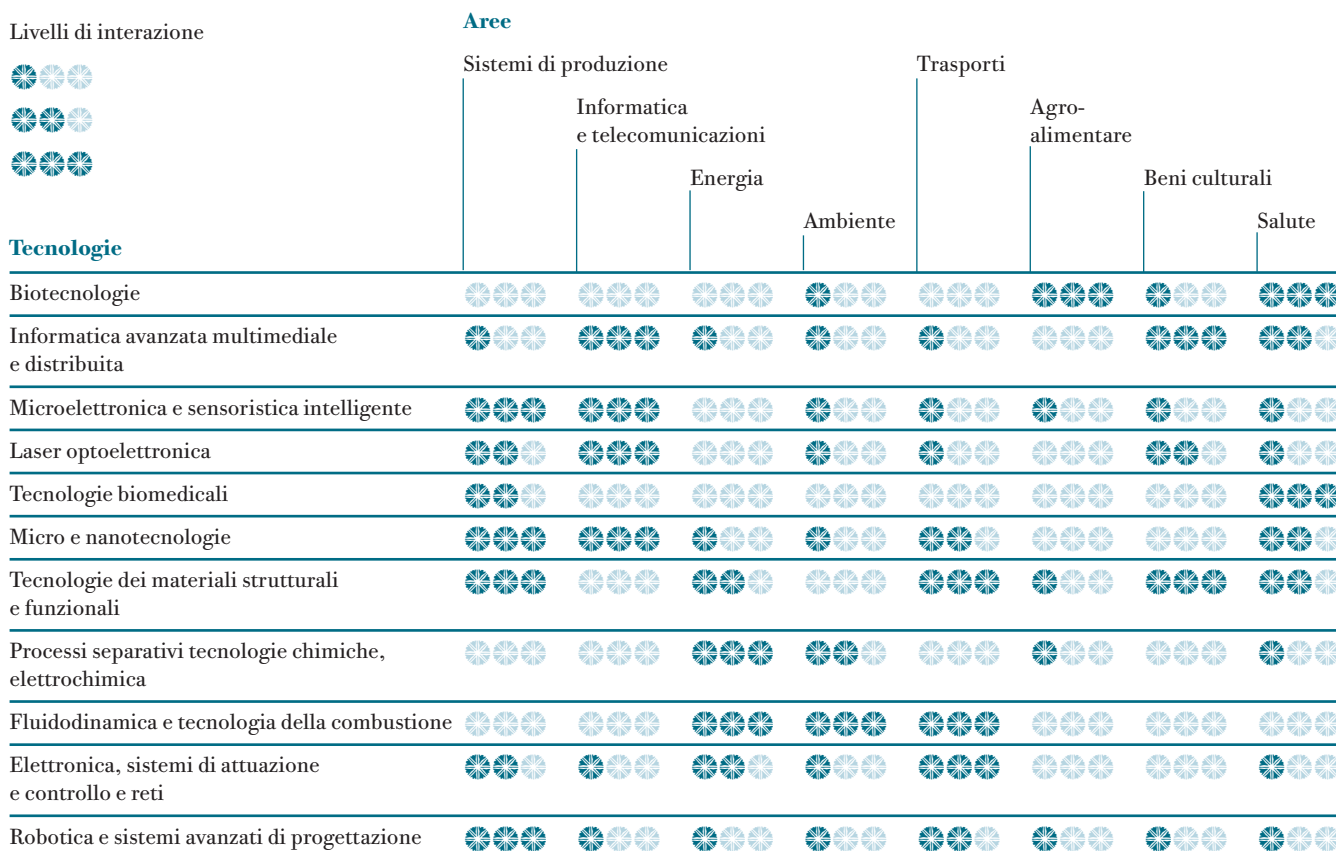 Livelli di interazione
Aree
Sistemi di produzione
Trasporti
Informatica
e telecomunicazioni
Agro-
alimentare
Energia
Beni culturali
Ambiente
Salute
Tecnologie
Biotecnologie
Informatica avanzata multimediale
e distribuita
Microelettronica e sensoristica intelligente
Laser optoelettronica
Tecnologie biomedicali
Micro e nanotecnologie
Tecnologie dei materiali strutturali
e funzionali
Processi separativi tecnologie chimiche,
elettrochimica
Fluidodinamica e tecnologia della combustione
Elettronica, sistemi di attuazione
e controllo e reti
Robotica e sistemi avanzati di progettazione